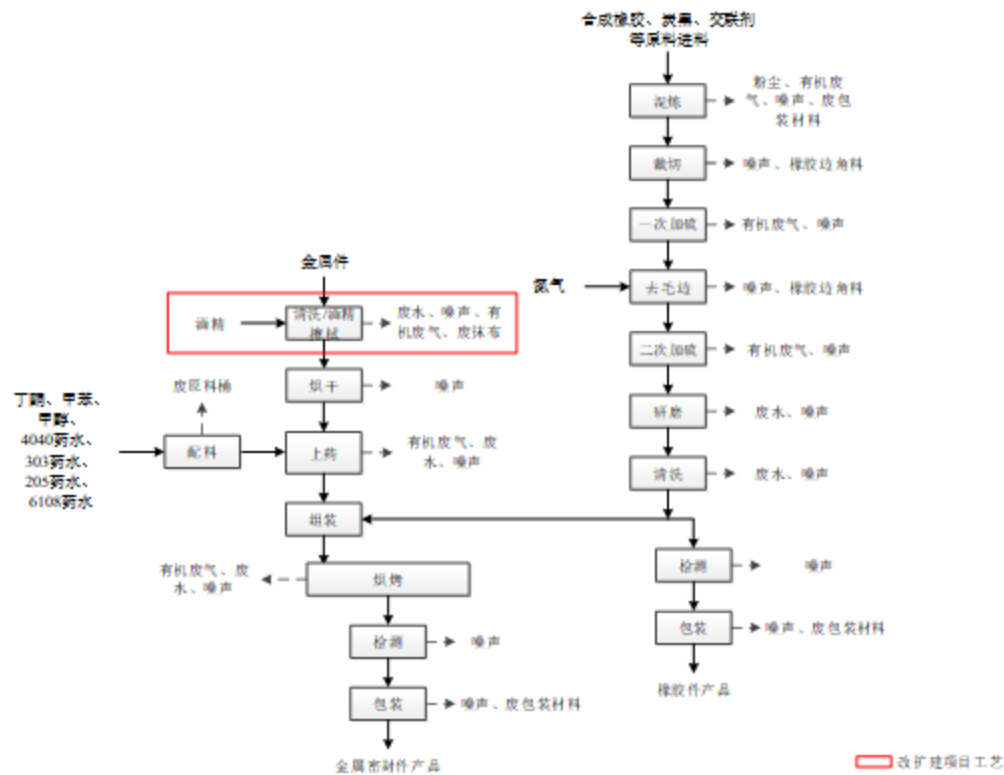 合成橡胶、炭黑、交联剂
等原料进料
混炼
粉尘、有机废
气、噪声、废包
装材料
裁切
噪声、橡胶边角料
一次加硫
有机废气、噪声
氮气
去毛边
噪声、橡胶边角料
二次加硫
有机废气、噪声
研磨
废水、噪声
清洗
废水、噪声
检测
噪声
包装
噪声、废包装材料
橡胶件产品
金属件
酒精
清洗/酒精
擦拭
废水、噪声、有
机废气、废抹布
烘干
噪声
丁酮、甲苯、
甲醇、
4040药水、
303药水、
205药水、
6108药水
废原料桶
配料
上药
有机废气、废
水、噪声
组装
有机废气、废
水、噪声
烘烤
检测
噪声
包装
噪声、废包装材料
金属密封件产品
改扩建项目工艺